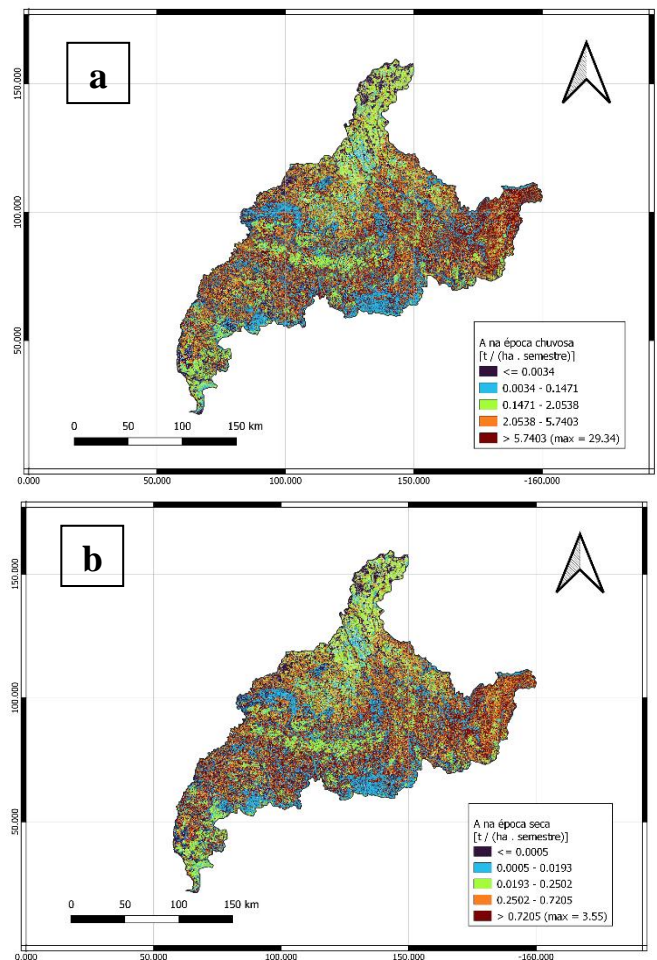 a
150.000
100.000
50.000
A na época chuvosa
[t / (ha . semestre)]
<= 0.0034
0.0034 - 0.1471
0.1471 - 2.0538
2.0538 - 5.7403
> 5.7403 (max = 29.34)
0 50 100 150 km
0.000 50.000 100.000 150.000 -160.000
b
150.000
100.000
50.000
A na época seca
[t / (ha . semestre)]
<= 0.0005
0.0005 - 0.0193
0.0193 - 0.2502
0.2502 - 0.7205
> 0.7205 (max = 3.55)
0 50 100 150 km
0.000 50.000 100.000 150.000 -160.000